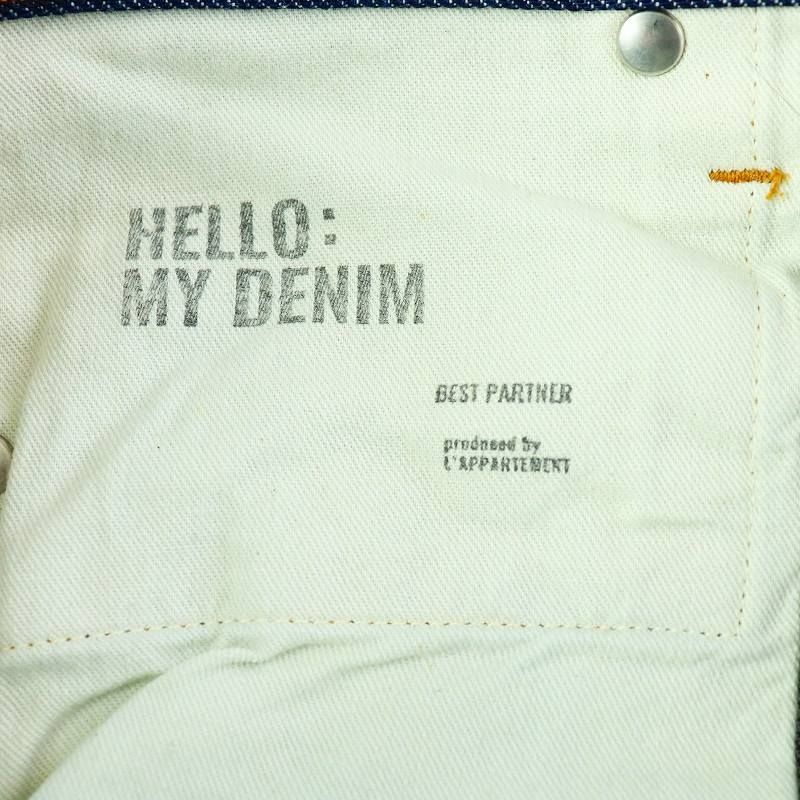 HELLO:
MY DENIM
BEST PARTNER
produced by
L'APPARTEMENT